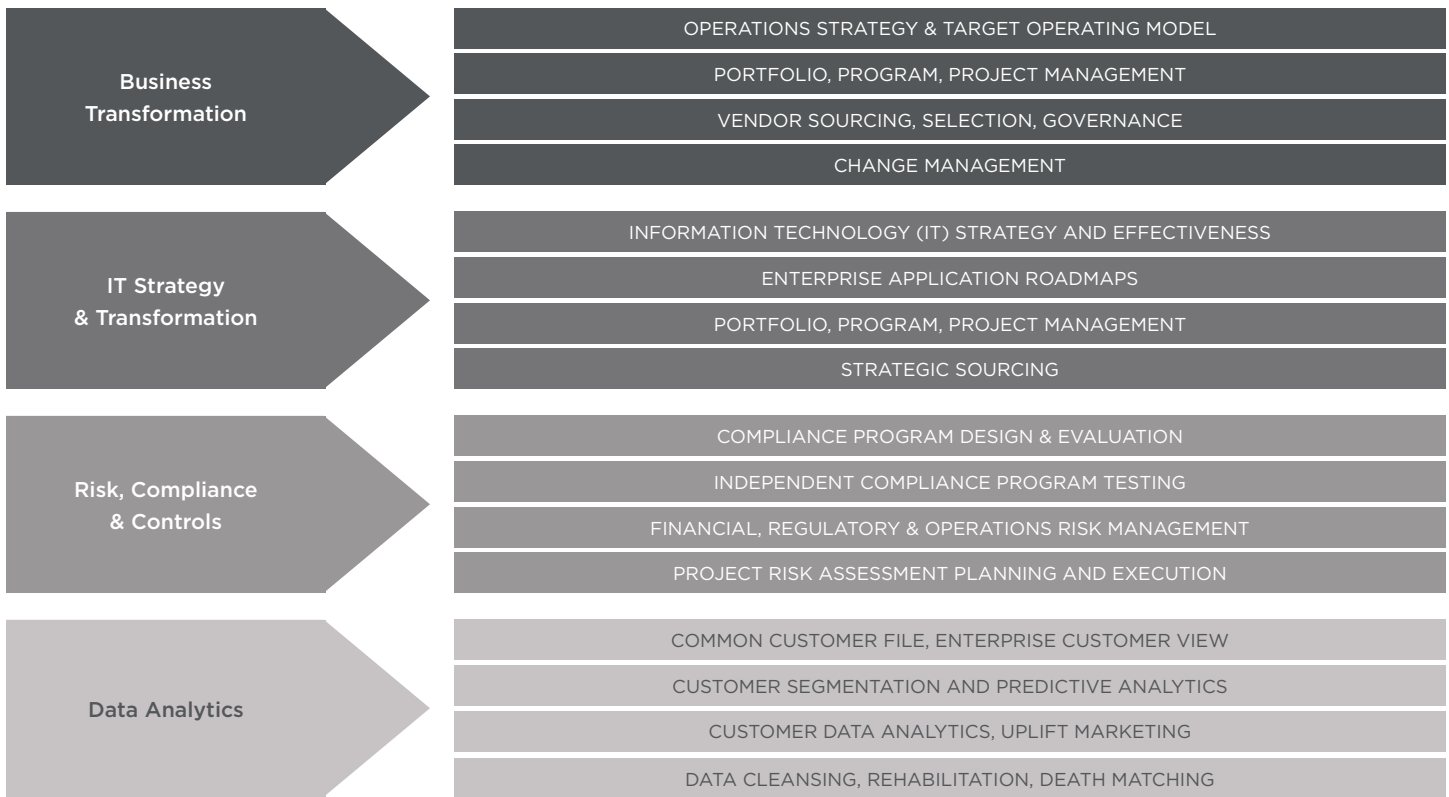 Business
Transformation
OPERATIONS STRATEGY & TARGET OPERATING MODEL
PORTFOLIO, PROGRAM, PROJECT MANAGEMENT
VENDOR SOURCING, SELECTION, GOVERNANCE
CHANGE MANAGEMENT
IT Strategy
& Transformation
INFORMATION TECHNOLOGY (IT) STRATEGY AND EFFECTIVENESS
ENTERPRISE APPLICATION ROADMAPS
PORTFOLIO, PROGRAM, PROJECT MANAGEMENT
STRATEGIC SOURCING
Risk, Compliance
& Controls
COMPLIANCE PROGRAM DESIGN & EVALUATION
INDEPENDENT COMPLIANCE PROGRAM TESTING
FINANCIAL, REGULATORY & OPERATIONS RISK MANAGEMENT
PROJECT RISK ASSESSMENT PLANNING AND EXECUTION
Data Analytics
COMMON CUSTOMER FILE, ENTERPRISE CUSTOMER VIEW
CUSTOMER SEGMENTATION AND PREDICTIVE ANALYTICS
CUSTOMER DATA ANALYTICS, UPLIFT MARKETING
DATA CLEANSING, REHABILITATION, DEATH MATCHING